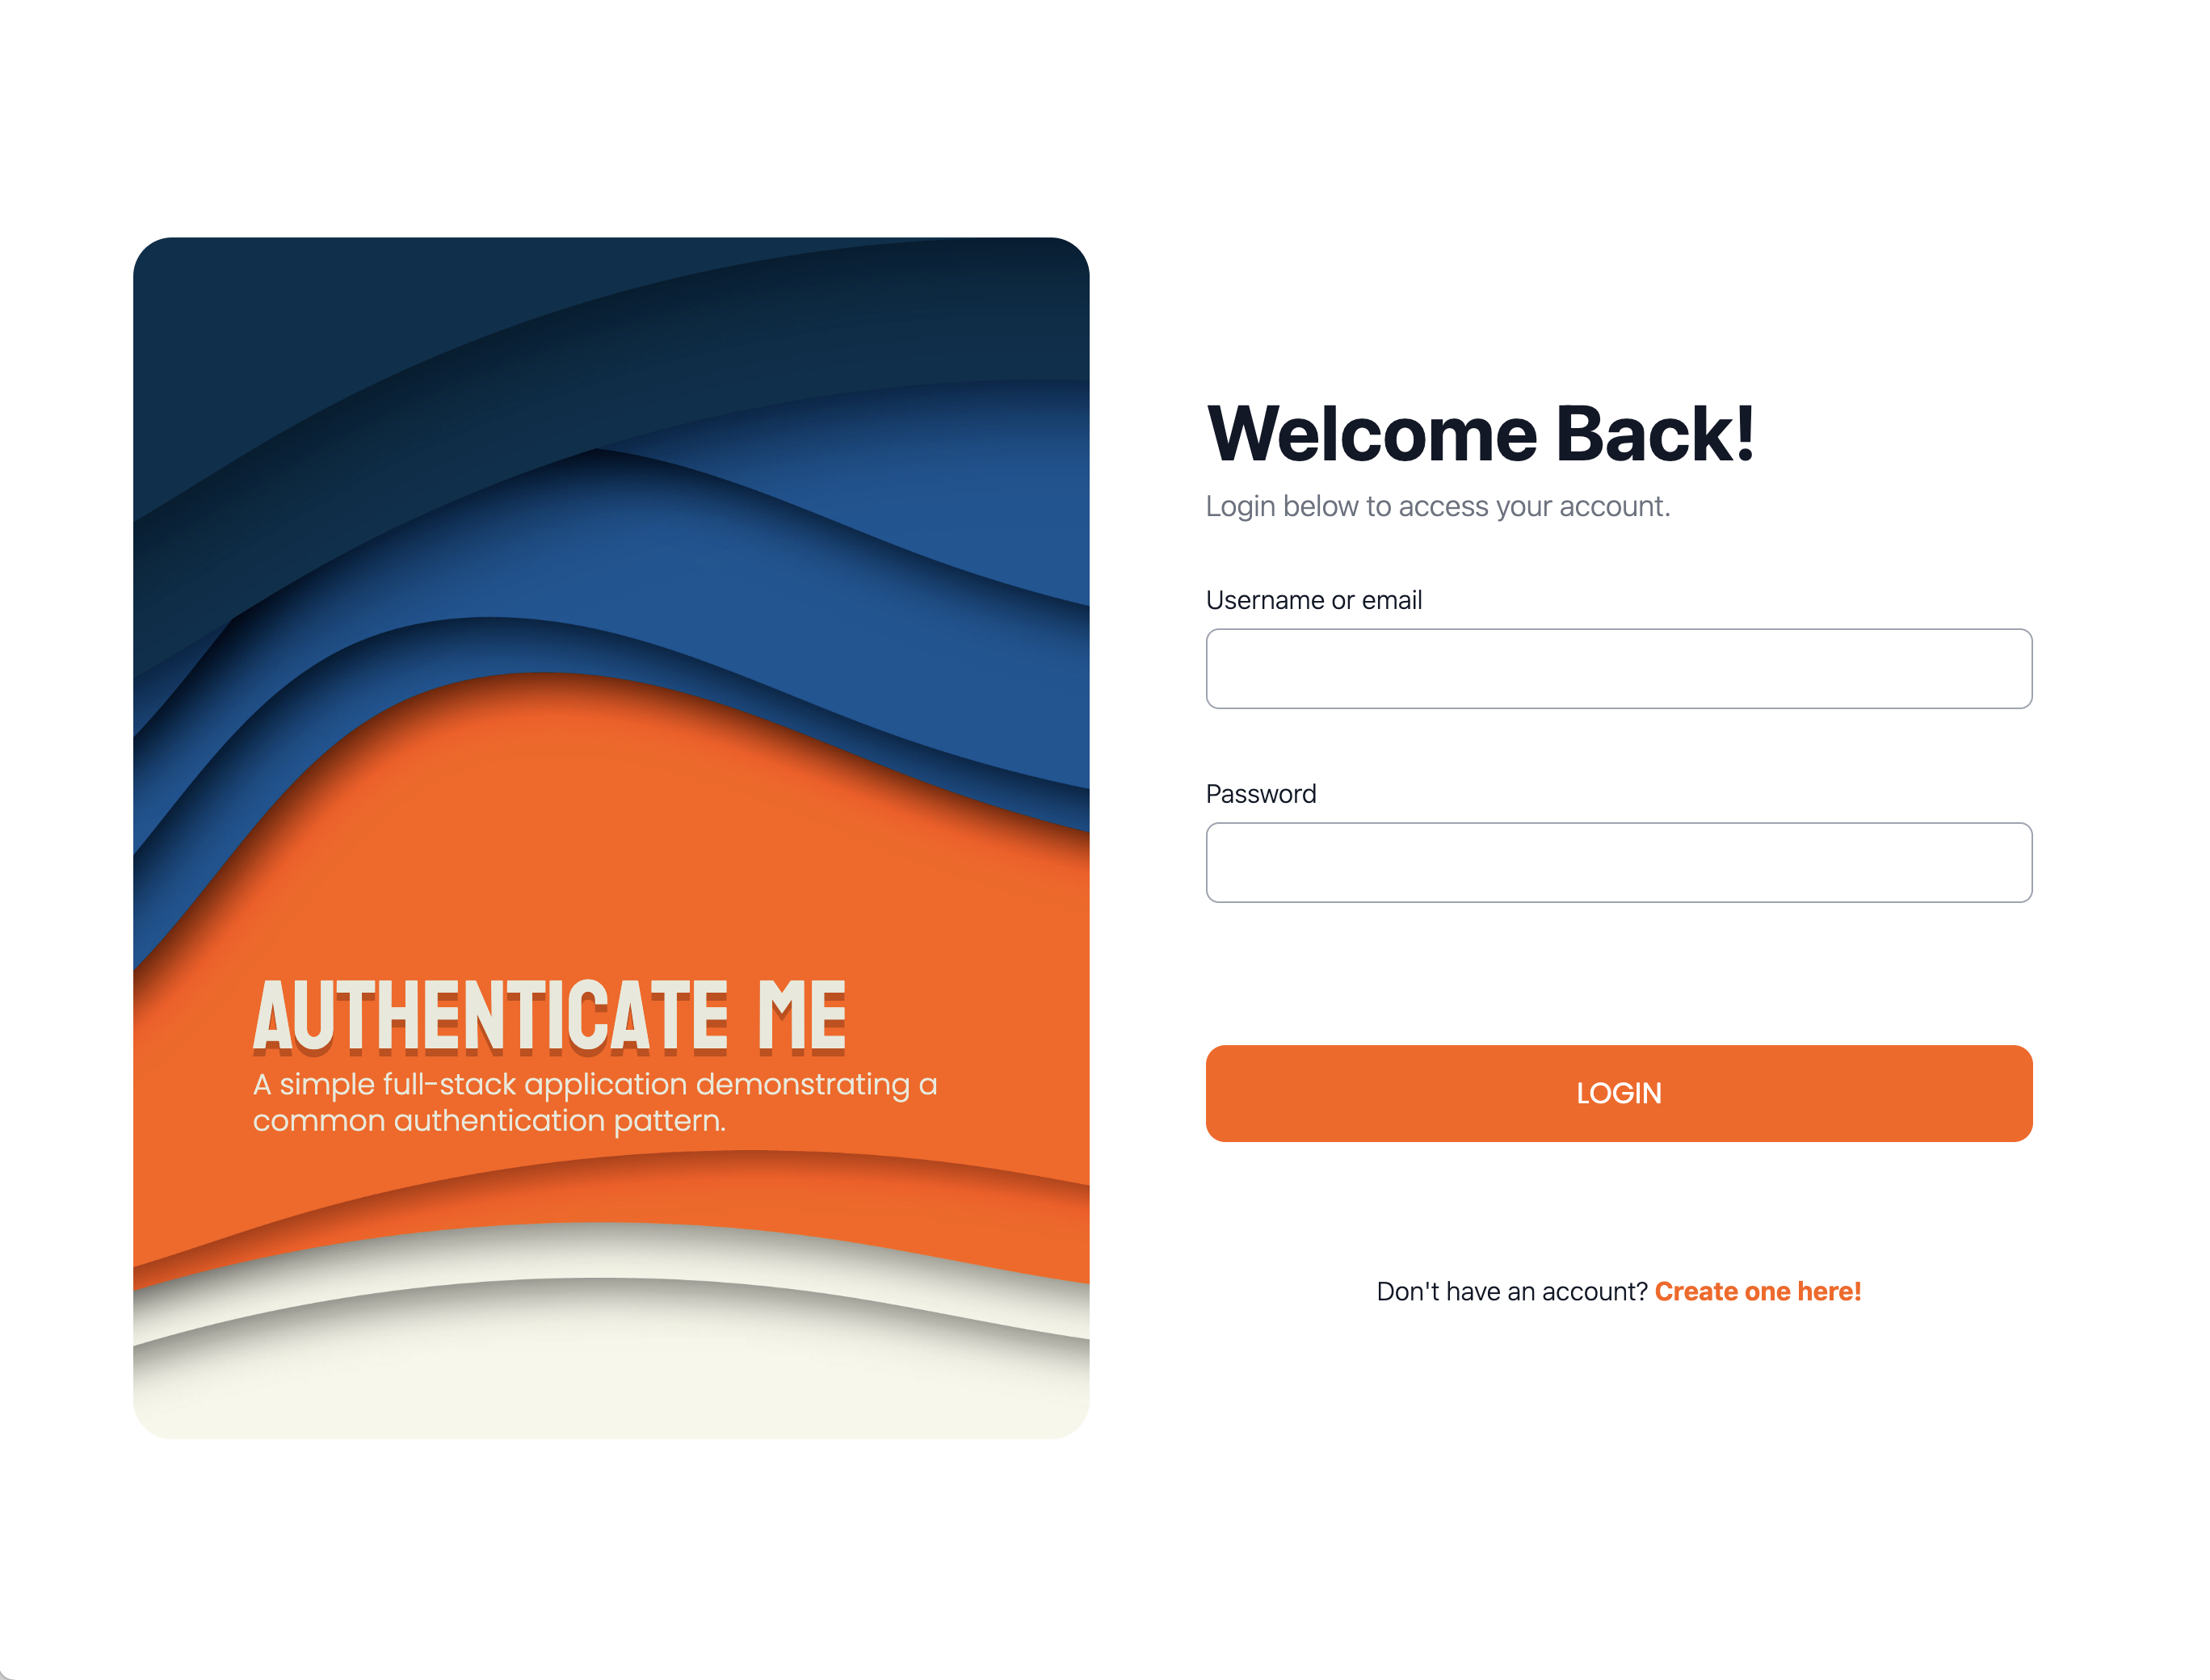 AUTHENTICATE ME
A simple full-stack application demonstrating a
common authentication pattern.
Welcome Back!
Login below to access your account.
Username or email
Password
LOGIN
Don't have an account? Create one here!